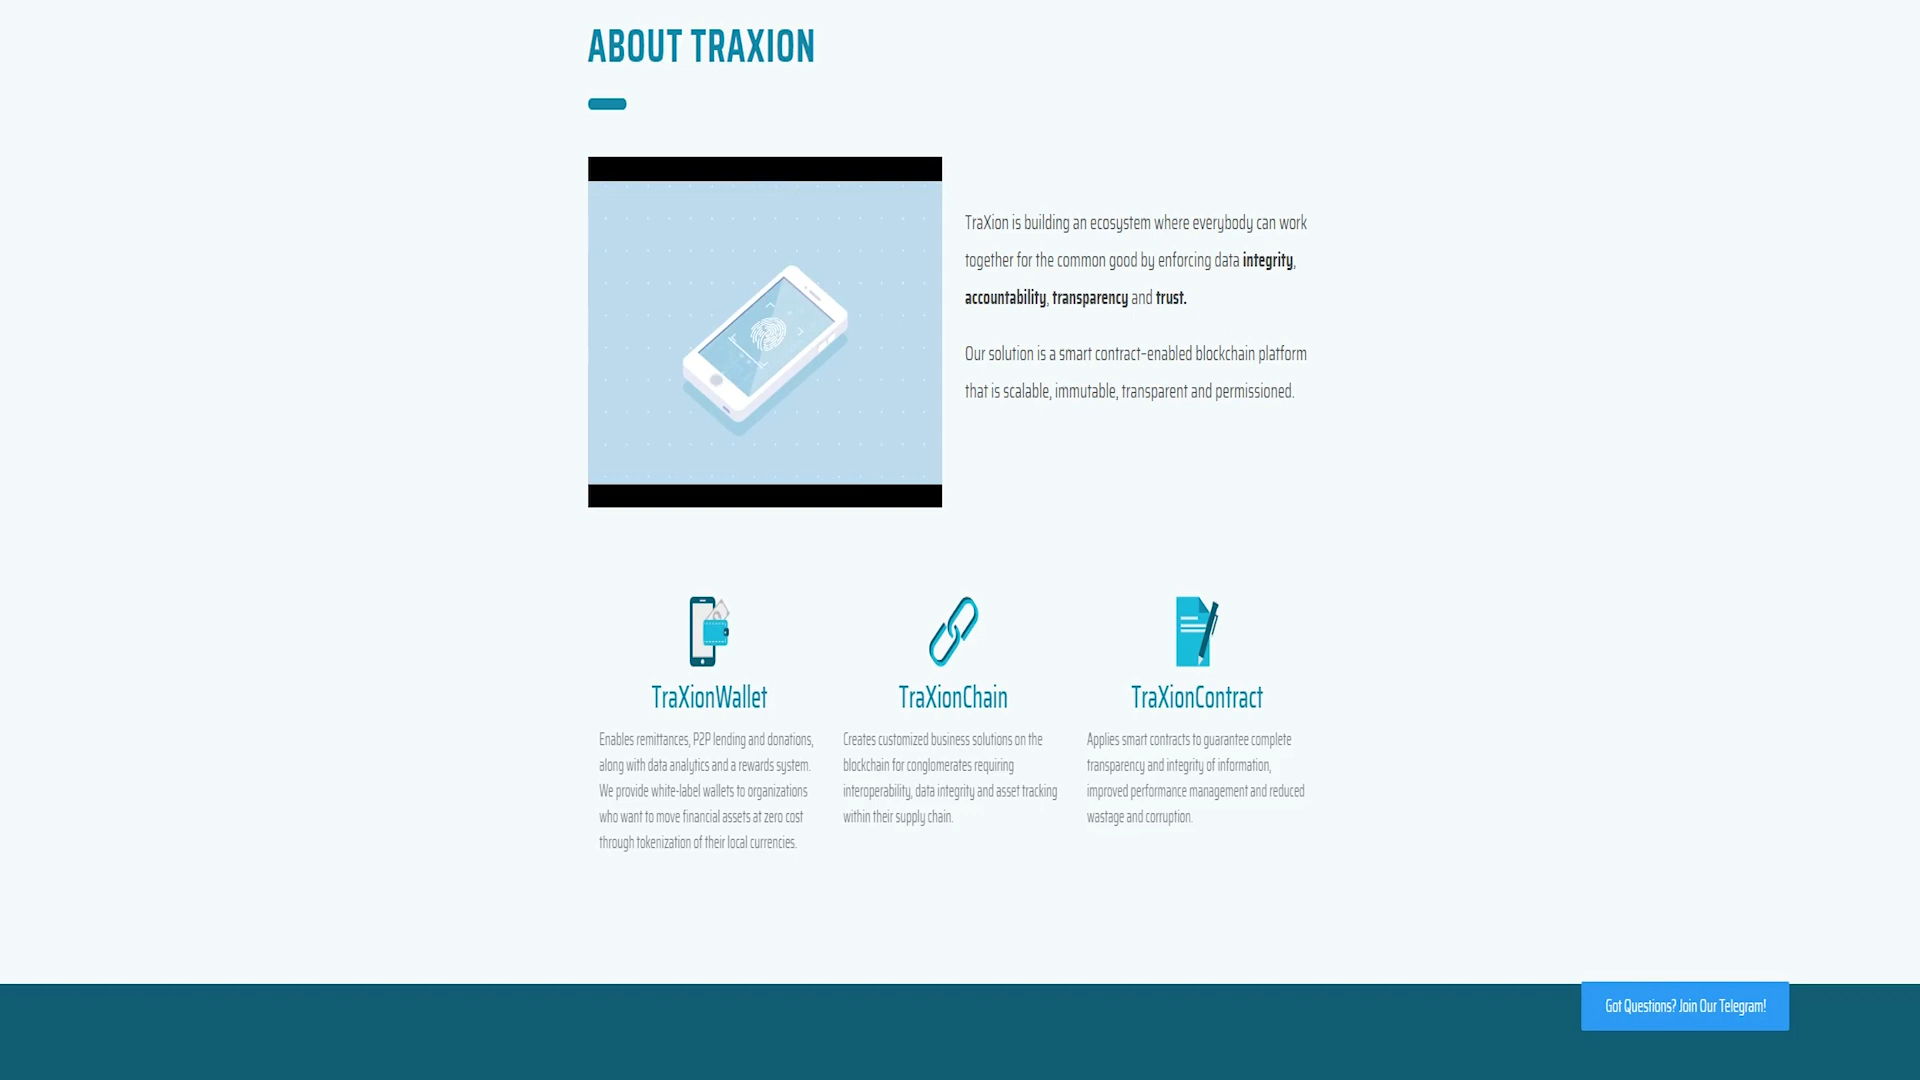 ABOUT TRAXION
TraXion is building an ecosystem where everybody can work
together for the common good by enforcing data integrity,
accountability, transparency and trust.
Our solution is a smart contract-enabled blockchain platform
that is scalable, immutable, transparent and permissioned.
TraXionWallet
Enables remittances, P2P lending and donations,
along with data analytics and a rewards system.
We provide white-label wallets to organizations
who want to move financial assets at zero cost
through tokenization of their local currencies.
TraXionChain
Creates customized business solutions on the
blockchain for conglomerates requiring
interoperability, data integrity and asset tracking
within their supply chain.
TraXionContract
Applies smart contracts to guarantee complete
transparency and integrity of information,
improved performance management and reduced
wastage and corruption.
Got Questions? Join Our Telegram!